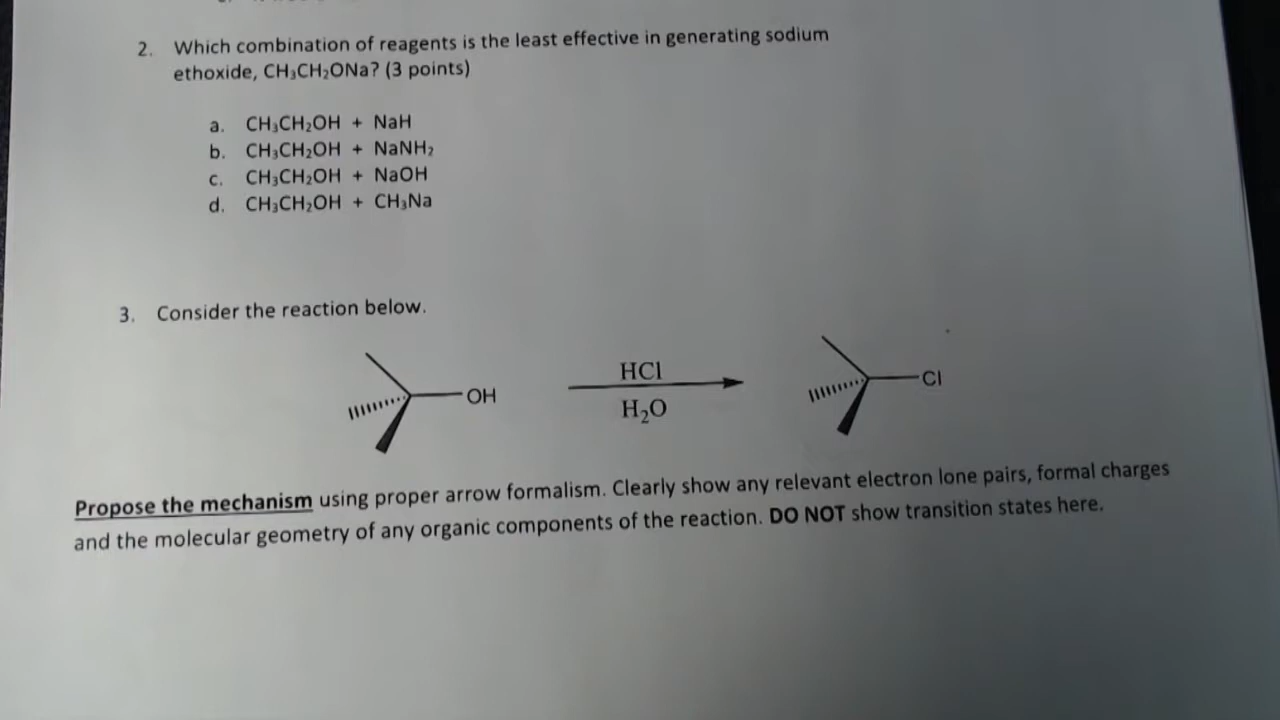 2. Which combination of reagents is the least effective in generating sodium
ethoxide, CH₃CH₂ONa? (3 points)
a. CH₃CH₂OH + NaH
b. CH₃CH₂OH + NaNH₂
c. CH₃CH₂OH + NaOH
d. CH₃CH₂OH + CH₃Na
3. Consider the reaction below.
OH
HCl
H₂O
Cl
Propose the mechanism using proper arrow formalism. Clearly show any relevant electron lone pairs, formal charges
and the molecular geometry of any organic components of the reaction. DO NOT show transition states here.